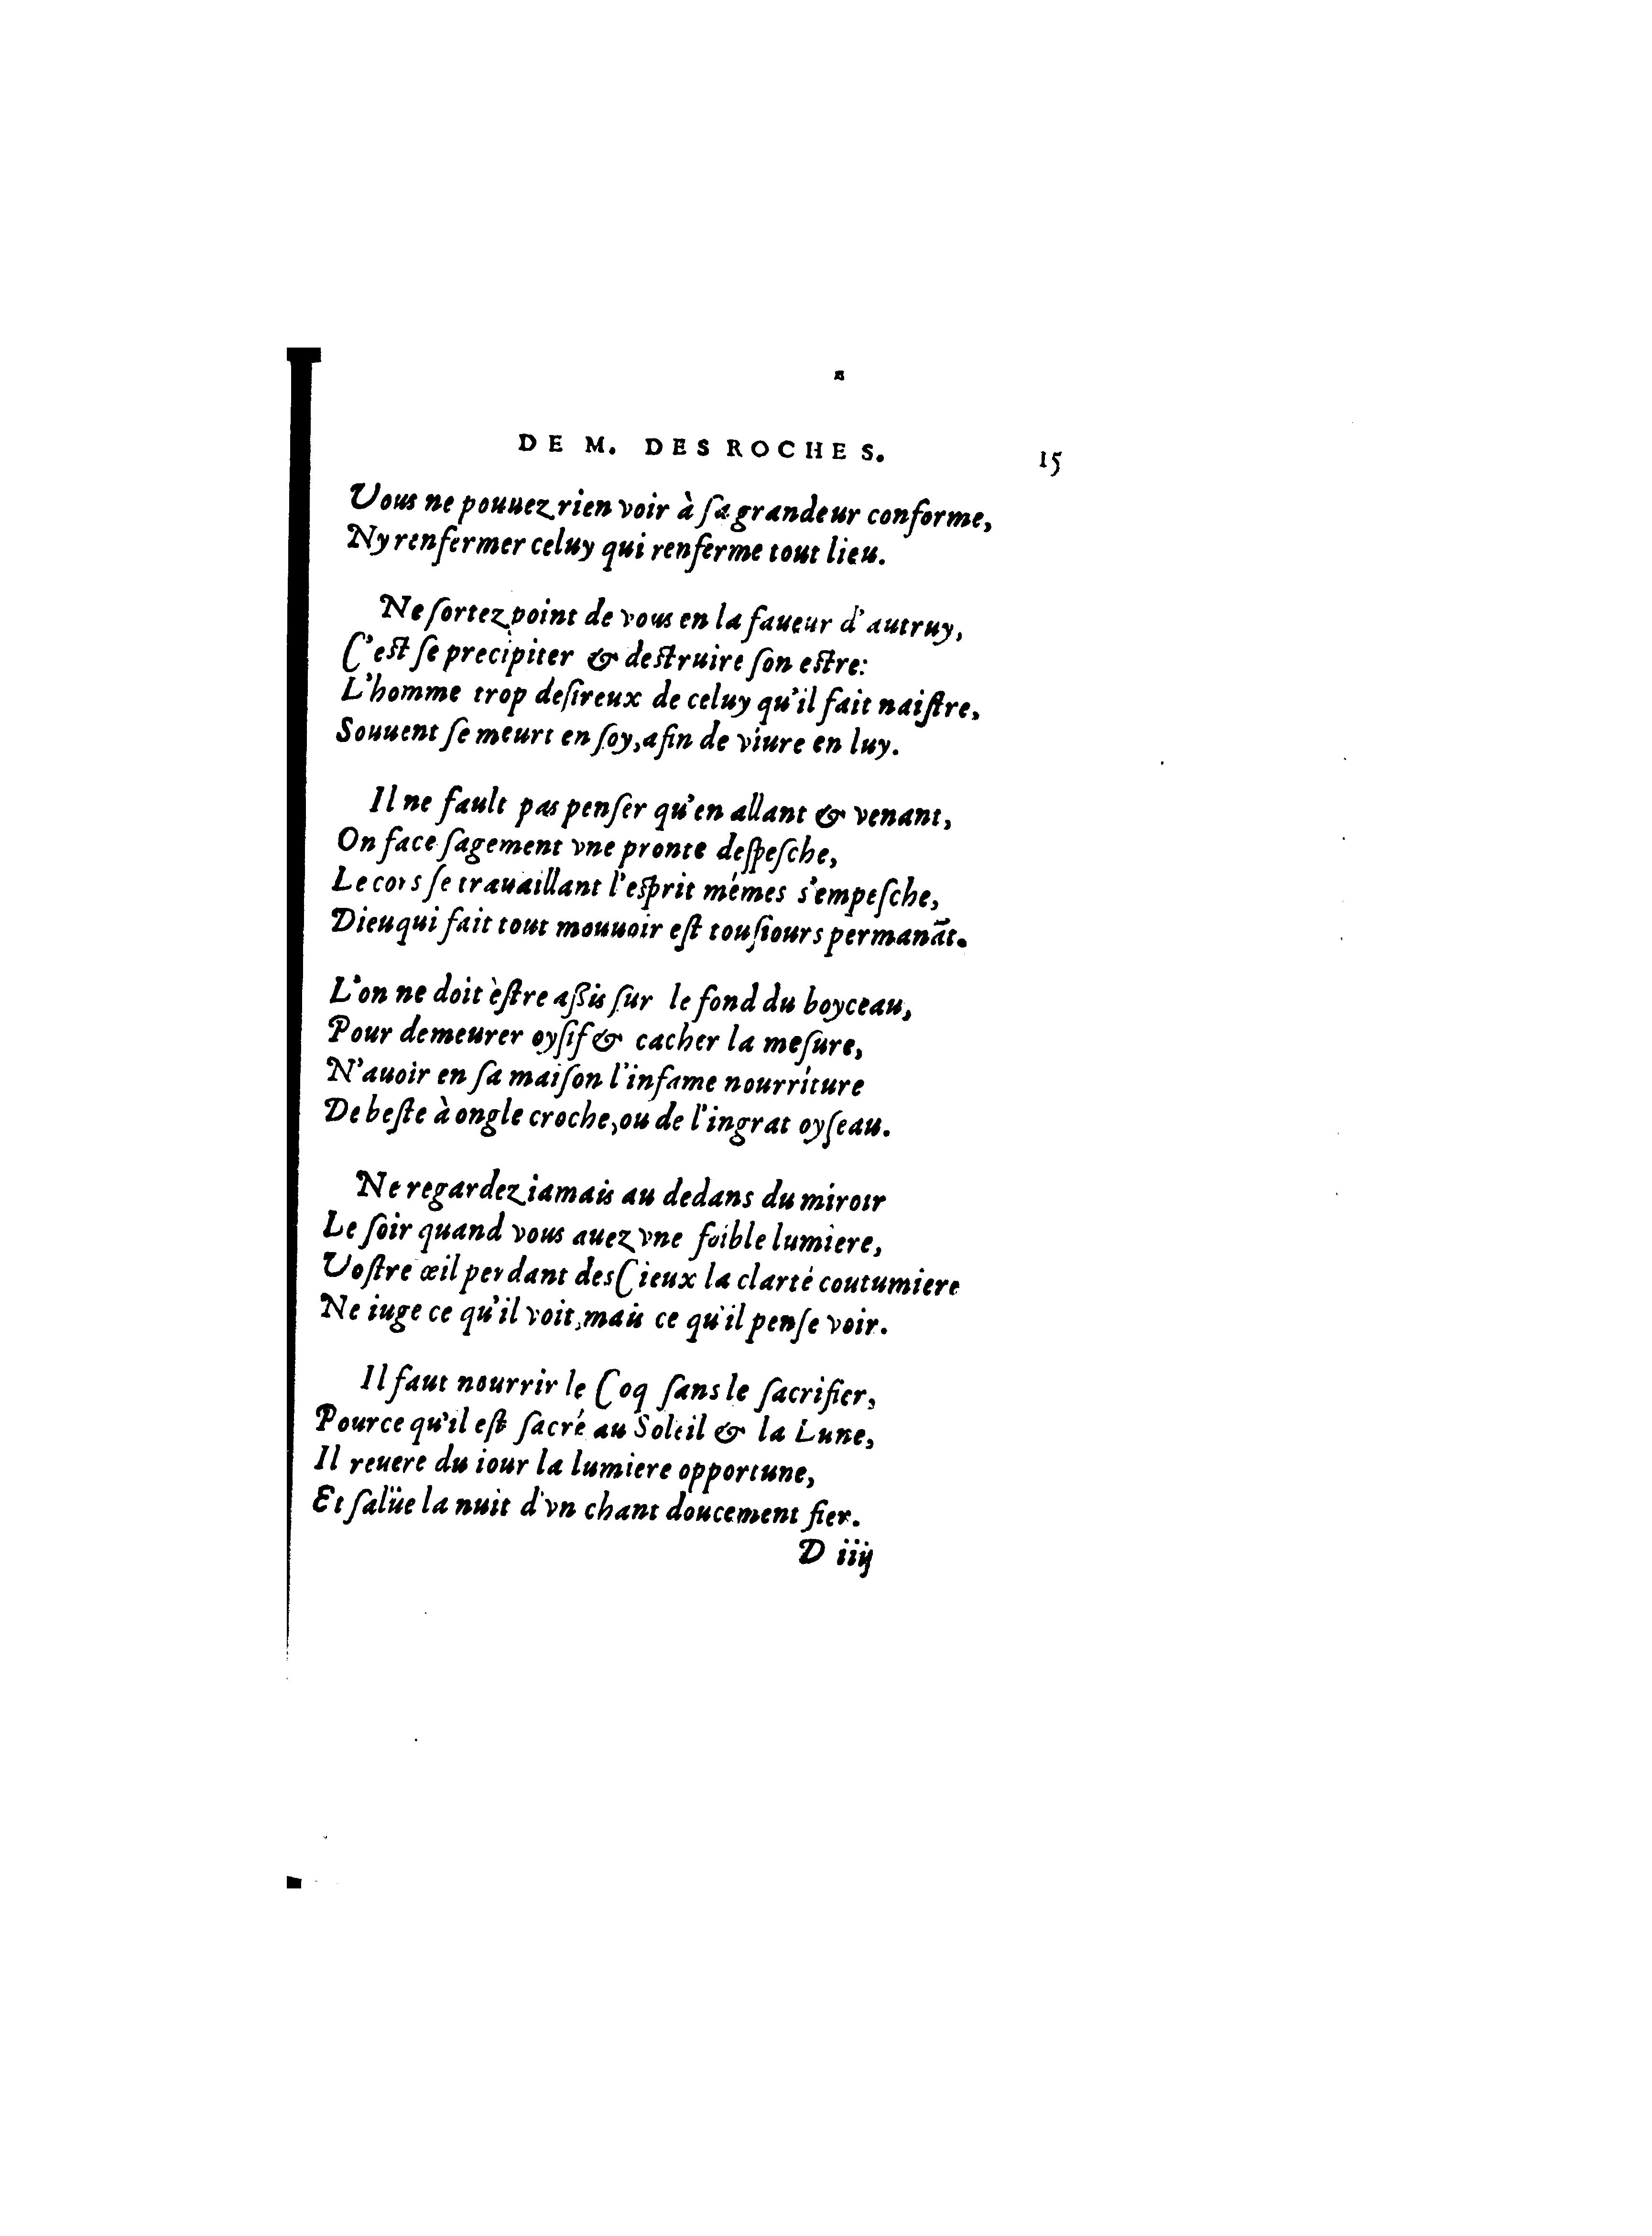 DE M. DES ROCHES. 15
Vous ne pouuez rien voir à ſa grandeur conforme,
Ny renfermer celuy qui renferme tout lieu.
Ne ſortez point de vous en la faueur d'autruy,
C'eſt ſe precipiter & deſtruire ſon eſtre:
L'homme trop deſireux de celuy qu'il fait naiſtre,
Souuent ſe meurt en ſoy, afin de viure en luy.
Il ne fault pas penſer qu'en allant & venant,
On face ſagement vne pronte deſpeſche,
Le cors ſe trauaillant l'eſprit mémes s'empeſche,
Dieu qui fait tout mouuoir eſt touſiours permanãt.
L'on ne doit èſtre aſsis ſur le fond du boyceau,
Pour demeurer oyſif & cacher la meſure,
N'auoir en ſa maiſon l'infame nourriture
De beſte à ongle croche, ou de l'ingrat oyſeau.
Ne regardez iamais au dedans du miroir
Le ſoir quand vous auez vne foible lumiere,
Voſtre œil perdant des Cieux la clarté coutumiere
Ne iuge ce qu'il voit, mais ce qu'il penſe voir.
Il faut nourrir le Coq ſans le ſacrifier,
Pource qu'il eſt ſacré au Soleil & la Lune,
Il reuere du iour la lumiere opportune,
Et ſalüe la nuit d'vn chant doucement fier.
D iiij